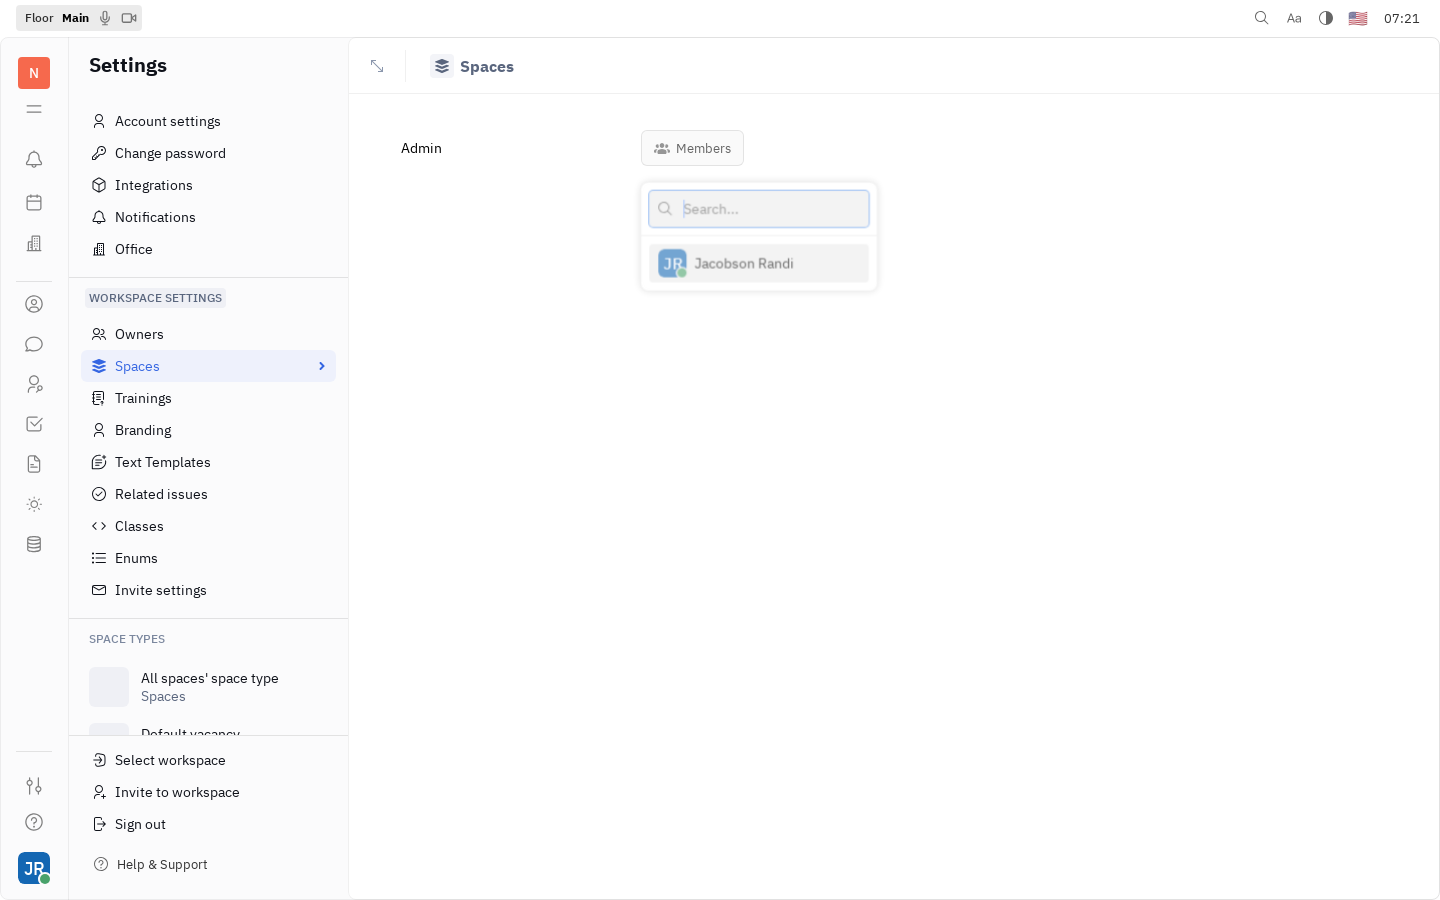 Floor Main
Aa
07:21
N
Settings
Account settings
Change password
Integrations
Notifications
Office
WORKSPACE SETTINGS
Owners
Spaces
Trainings
Branding
Text Templates
Related issues
Classes
Enums
Invite settings
SPACE TYPES
All spaces' space type
Spaces
Default vacancy
Select workspace
Invite to workspace
Sign out
Help & Support
JR
Spaces
Admin
Members
Search...
JR Jacobson Randi